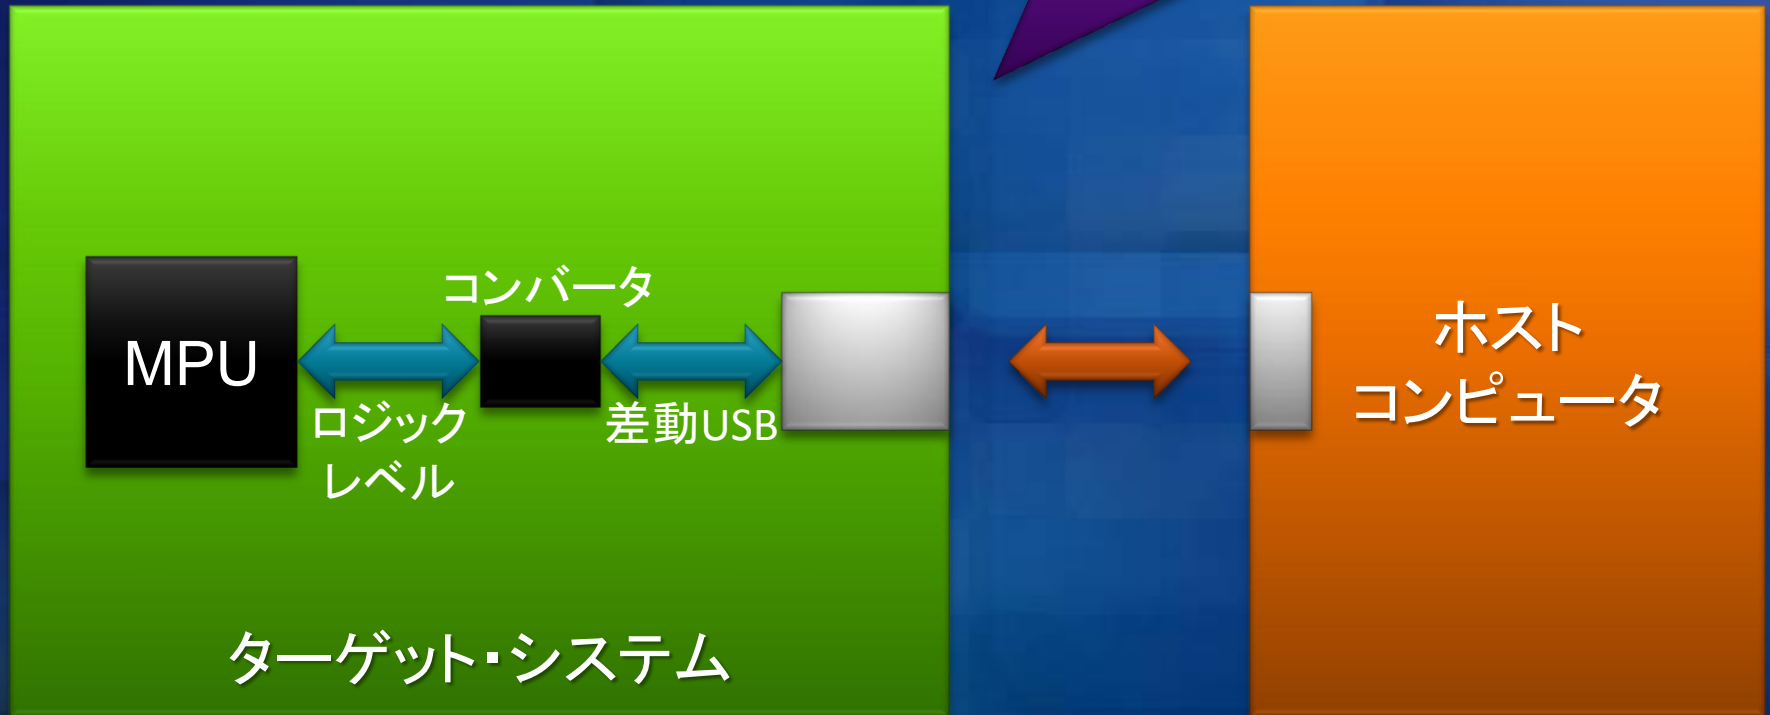 コンバータ
MPU
ロジック
レベル
差動USB
ホスト
コンピュータ
ターゲット・システム